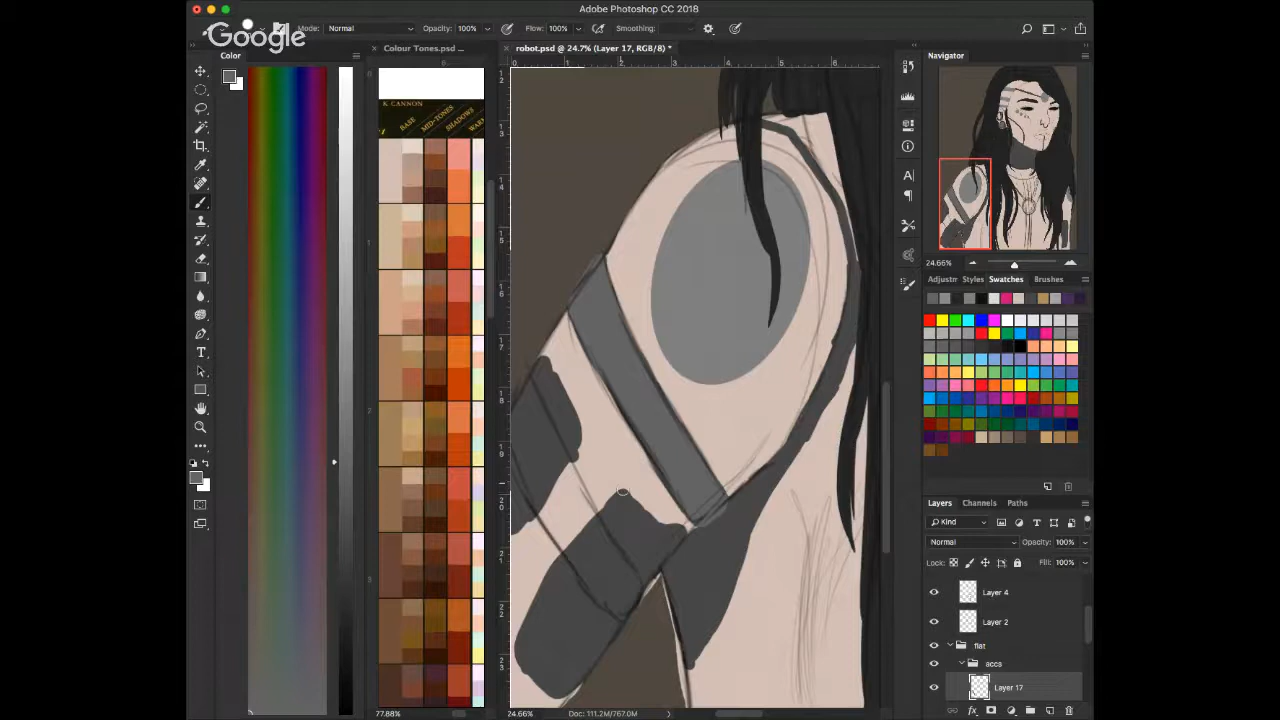 Adobe Photoshop CC 2018
Google
Mode: Normal
Opacity: 100%
Flow: 100%
Smoothing:
Color
Colour Tones.psd ...
robot.psd @ 24.7% (Layer 17, RGB/8) *
Navigator
K CANNON
BASE
MID-TONES
SHADOWS
24.66%
Adjustm
Styles
Swatches
Brushes
Layers
Channels
Paths
Kind
Normal
Opacity: 100%
Lock:
Fill: 100%
Layer 4
Layer 2
flat
accs
Layer 17
77.88%
24.66%
Doc: 111.2M/767.0M